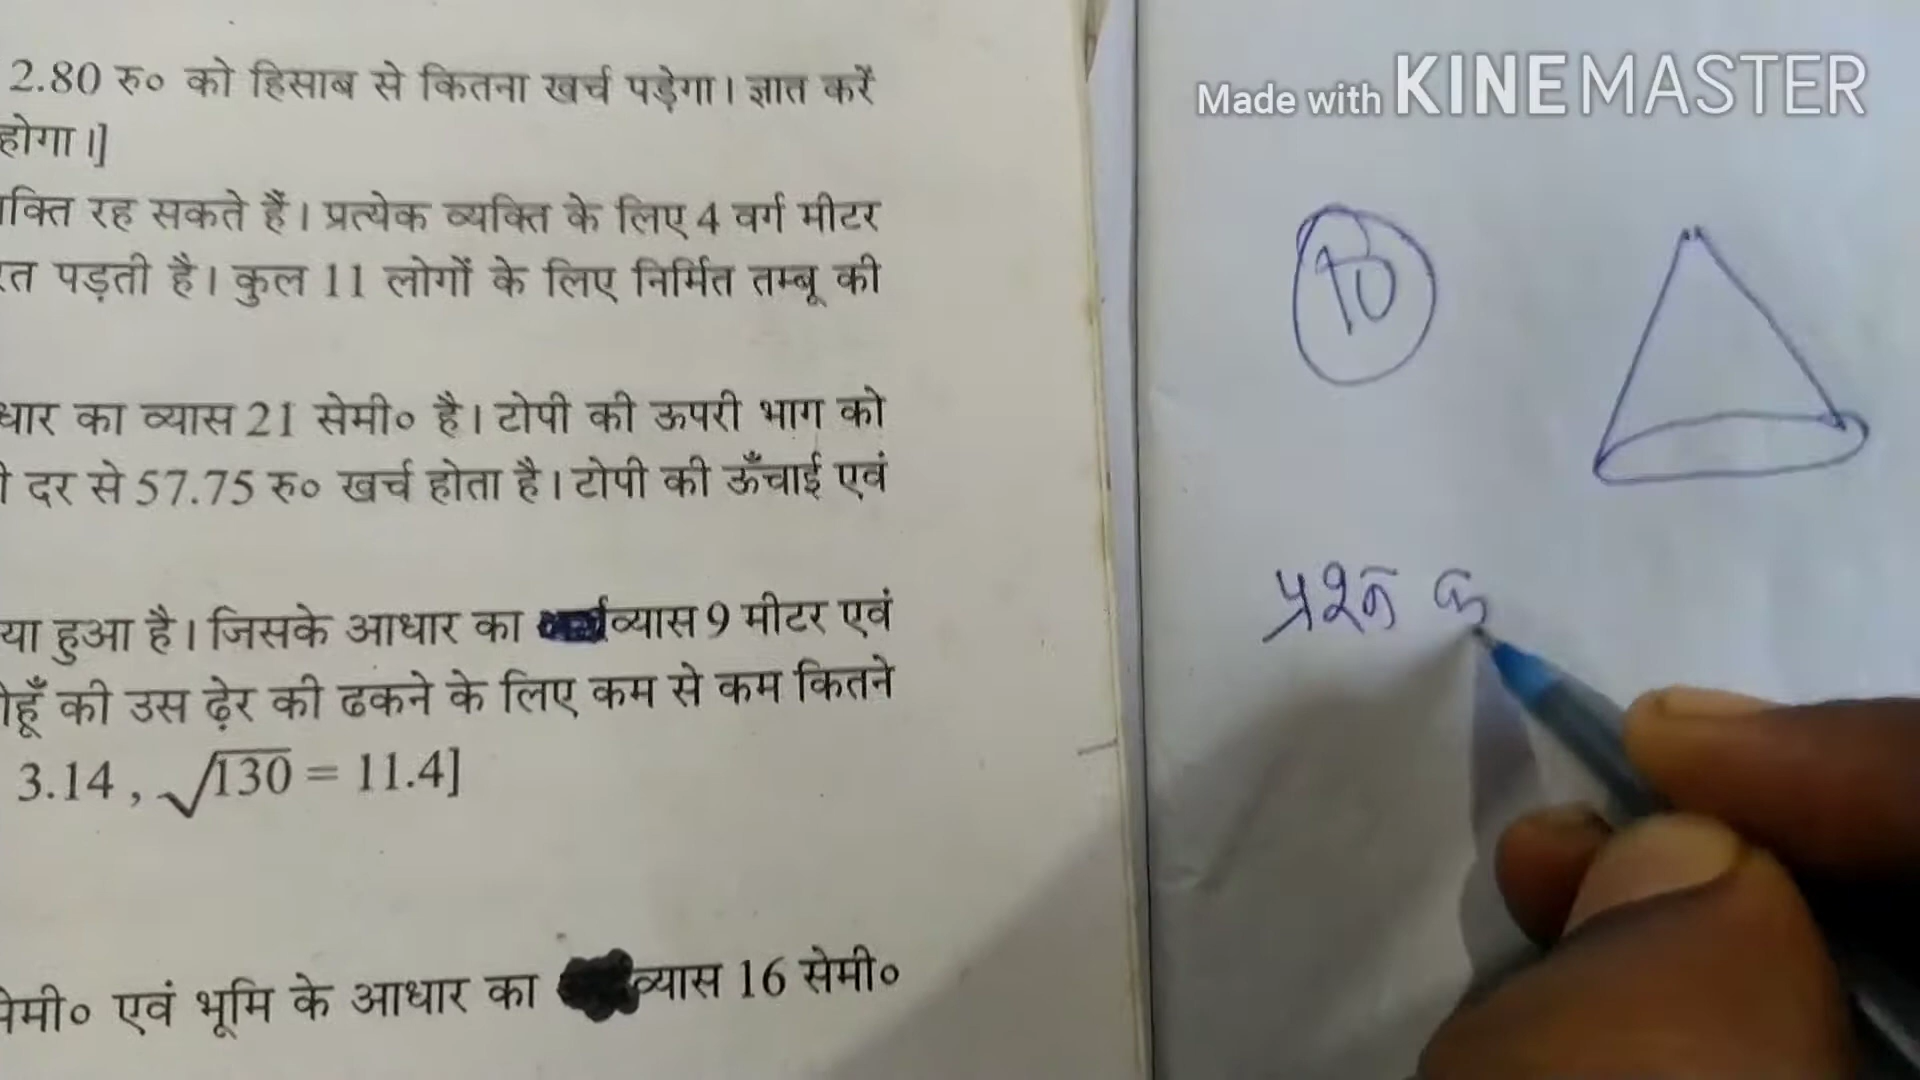 2.80 रु० को हिसाब से कितना खर्च पड़ेगा। ज्ञात करें
होगा।]
रह सकते हैं। प्रत्येक व्यक्ति के लिए 4 वर्ग मीटर
पड़ती है। कुल 11 लोगों के लिए निर्मित तम्बू की
का व्यास 21 सेमी० है। टोपी की ऊपरी भाग को
दर से 57.75 रु० खर्च होता है। टोपी की ऊँचाई एवं
हुआ है। जिसके आधार का व्यास 9 मीटर एवं
की उस ढ़ेर की ढकने के लिए कम से कम कितने
3.14 , √130 = 11.4]
एवं भूमि के आधार का व्यास 16 सेमी०
Made with KINEMASTER
10
प्रश्न